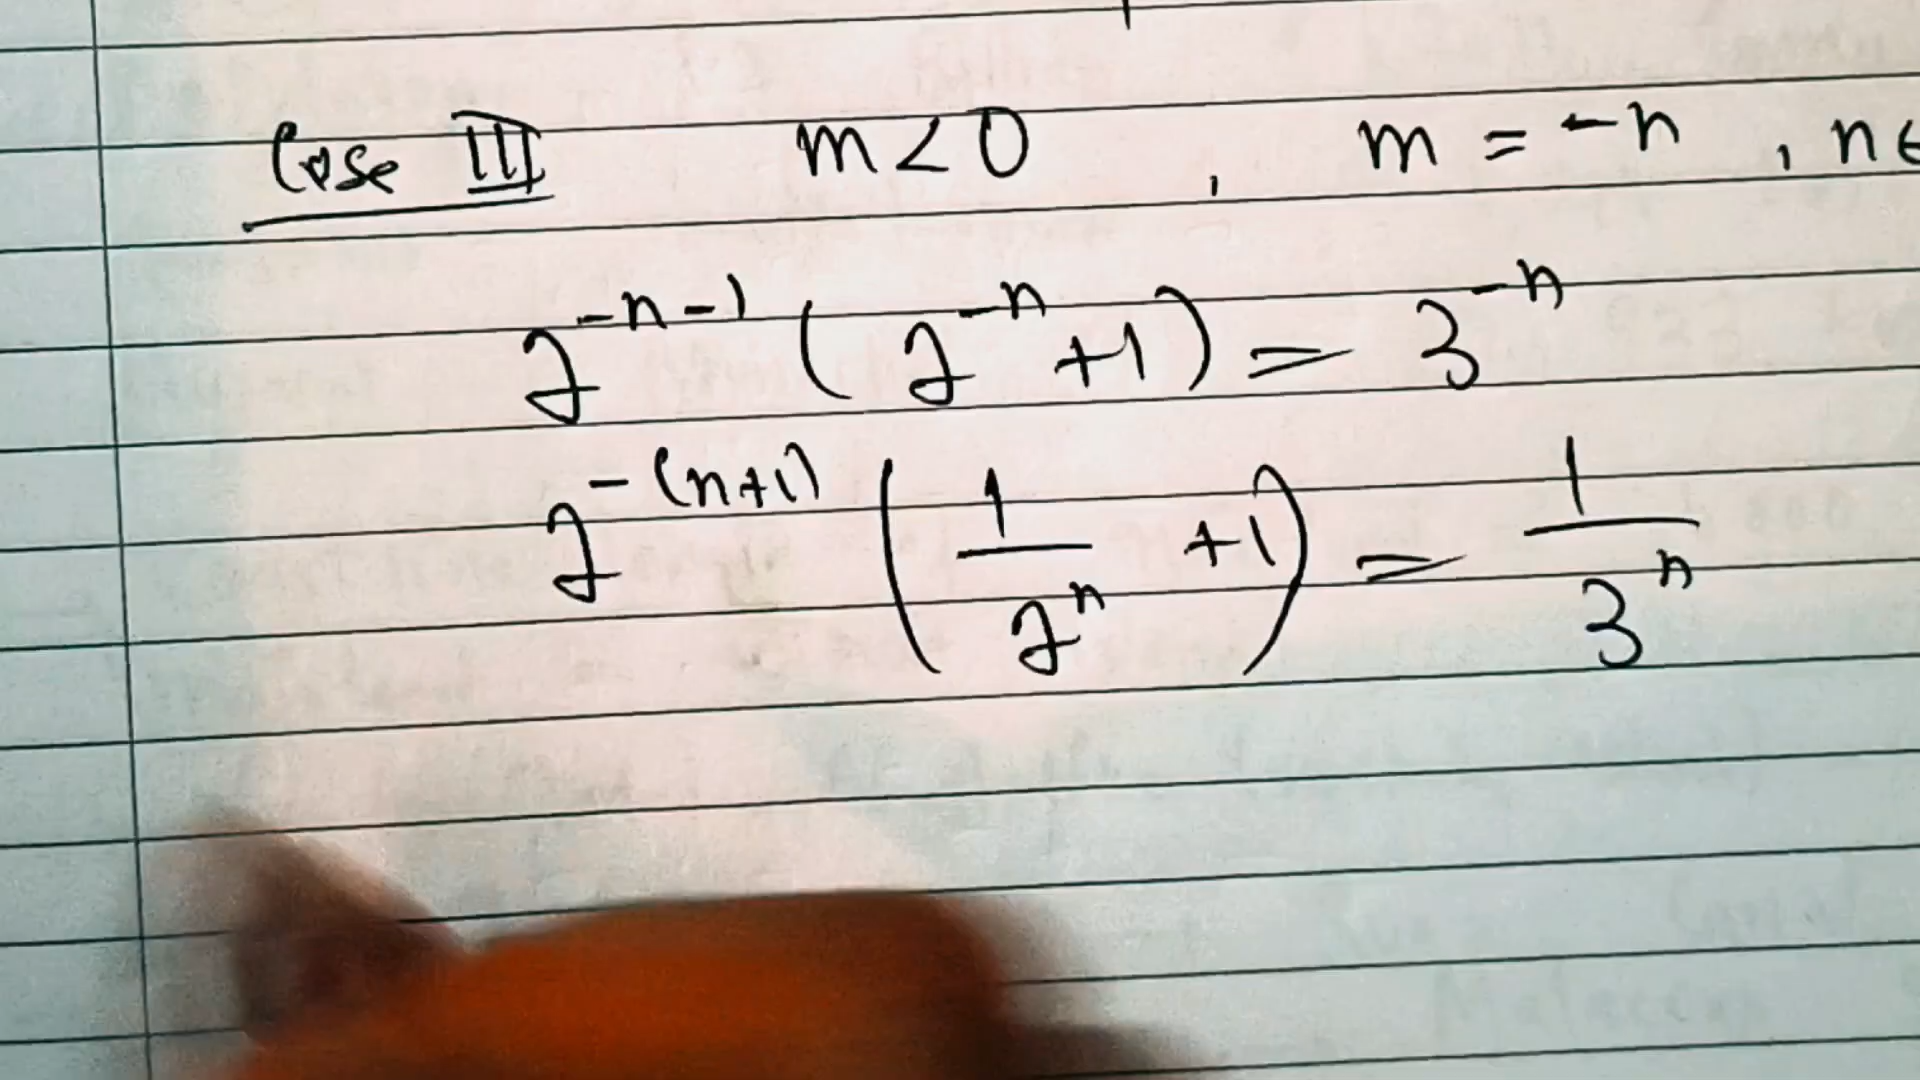 Case III m<0 , m = -n , n∈
2^{-n-1} (2^{-n} +1) = 3^{-n}
2^{-(n+1)} (1/2^n +1) = 1/3^n